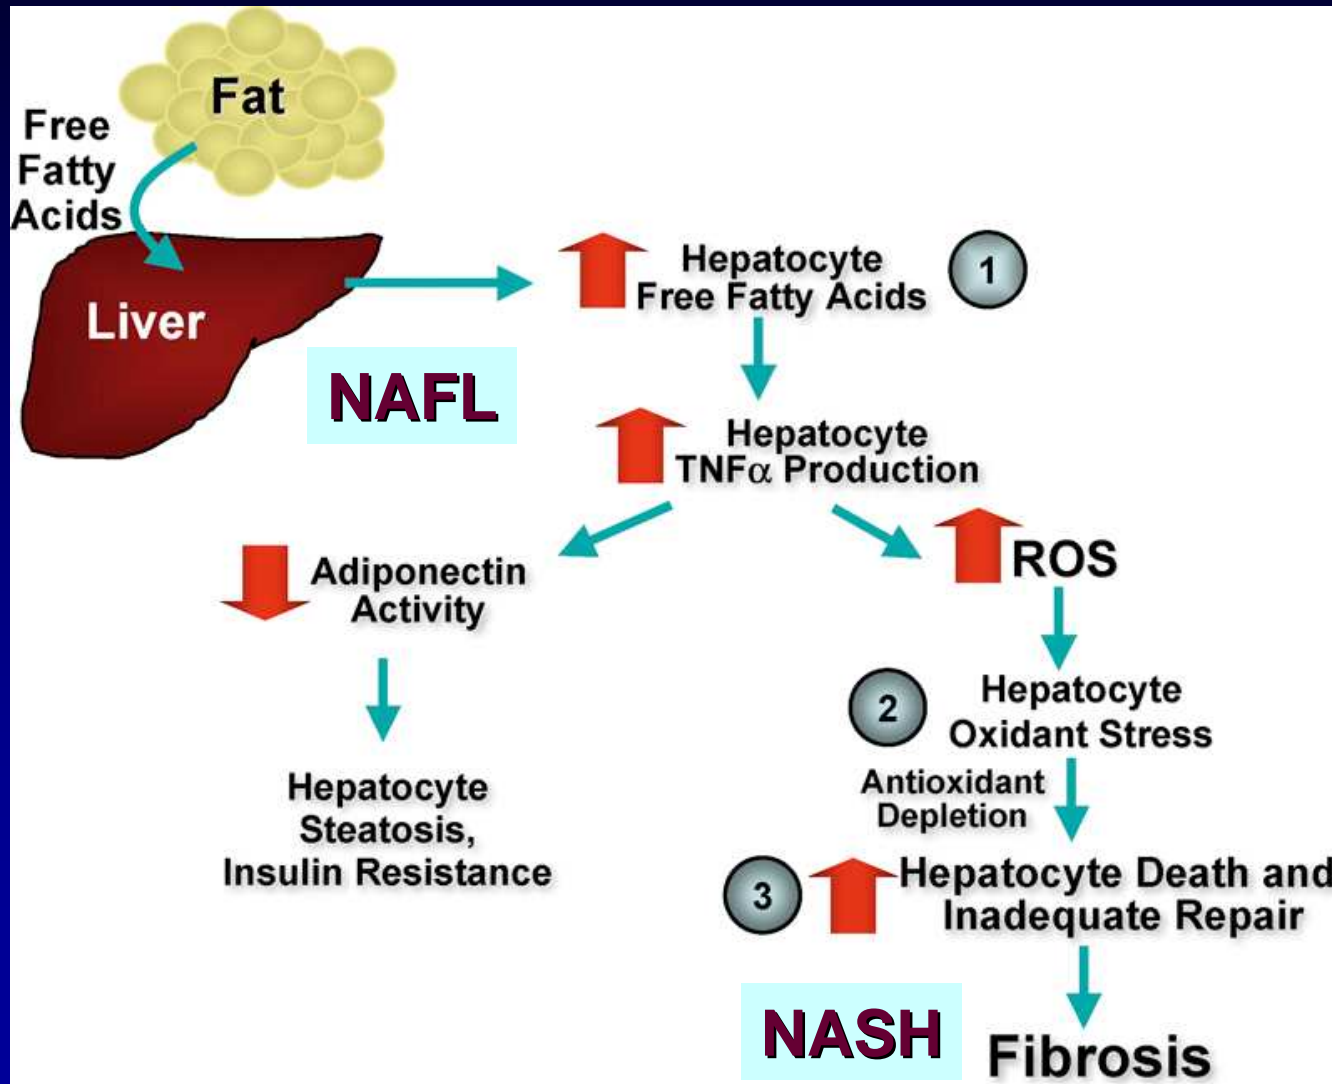 Fat
Free
Fatty
Acids
Liver
Hepatocyte
Free Fatty Acids
1
NAFL
Hepatocyte
TNFα Production
Adiponectin
Activity
ROS
Hepatocyte
Steatosis,
Insulin Resistance
2
Hepatocyte
Oxidant Stress
Antioxidant
Depletion
3
Hepatocyte Death and
Inadequate Repair
NASH
Fibrosis